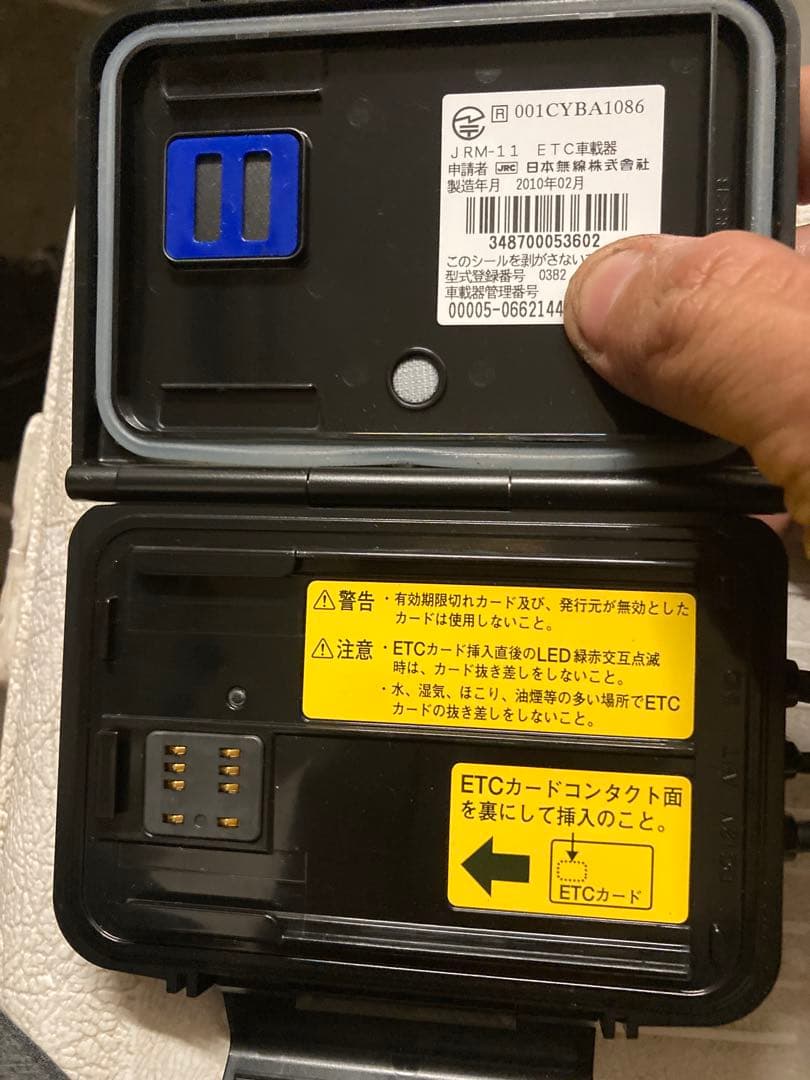 R 001CYBA1086
JRM-11 ETC車載器
申請者 JRC 日本無線株式會社
製造年月 2010年02月
348700053602
このシールを剥がさない
型式登録番号 0382
車載器管理番号
00005-0662144
⚠警告 ・有効期限切れカード及び、発行元が無効とした
カードは使用しないこと。
⚠注意 ・ETCカード挿入直後のLED緑赤交互点滅
時は、カード抜き差しをしないこと。
・水、湿気、ほこり、油煙等の多い場所でETC
カードの抜き差しをしないこと。
ETCカードコンタクト面
を裏にして挿入のこと。
ETCカード